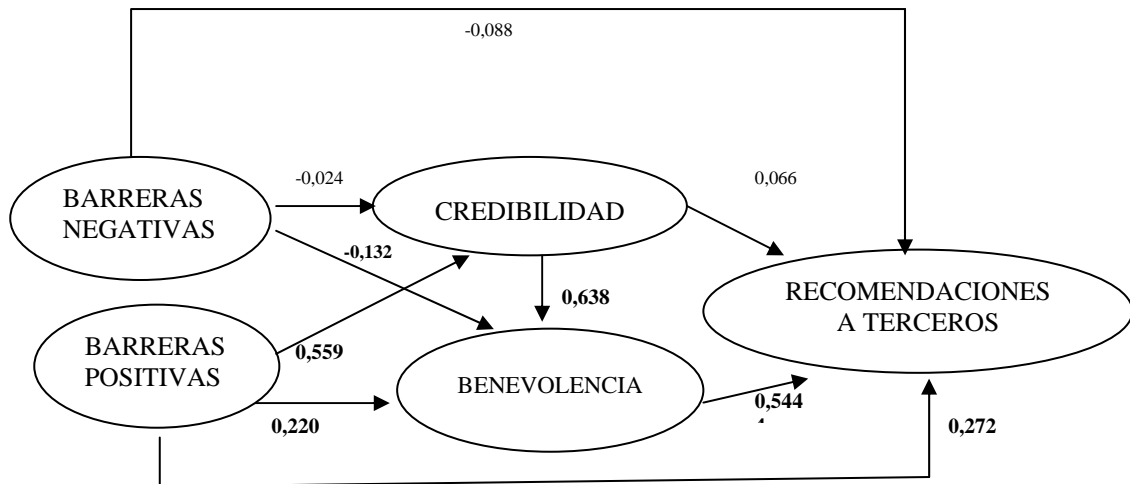 -0,088
BARRERAS
NEGATIVAS
-0,024
CREDIBILIDAD
0,066
-0,132
0,638
RECOMENDACIONES
A TERCEROS
BARRERAS
POSITIVAS
0,559
BENEVOLENCIA
0,220
0,544
0,272